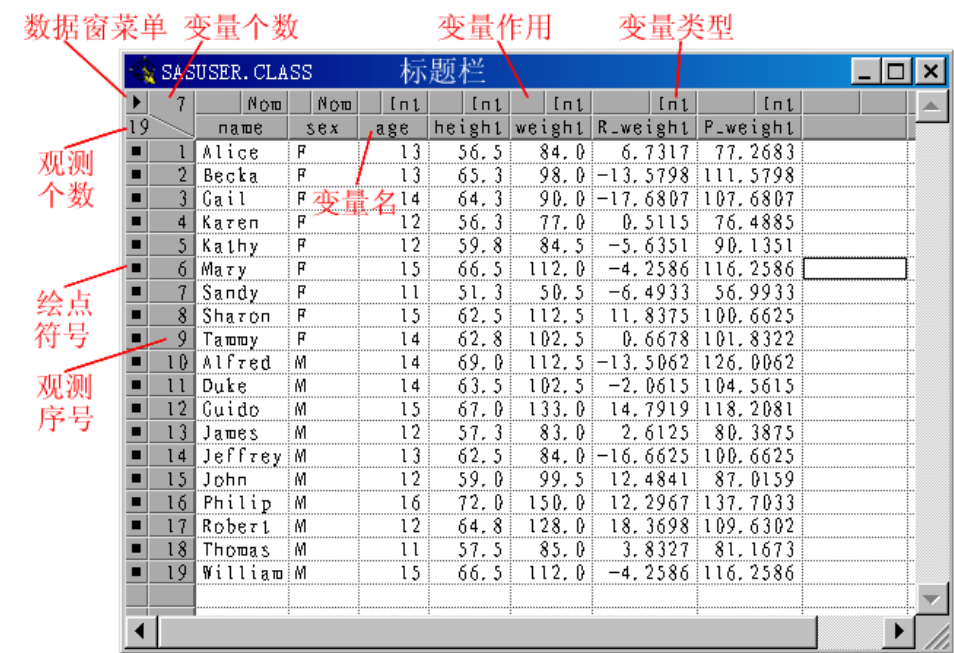 数据窗菜单 变量个数 变量作用 变量类型
SASUSER.CLASS 标题栏
7 Nom Nom Int Int Int Int Int
19 name sex age height weight R_weight P_weight
观测
个数
变量名
绘点
符号
观测
序号
1 Alice F 13 56.5 84.0 6.7317 77.2683
2 Becka F 13 65.3 98.0 -13.5798 111.5798
3 Gail F 14 64.3 90.0 -17.6807 107.6807
4 Karen F 12 56.3 77.0 0.5115 76.4885
5 Kathy F 12 59.8 84.5 -5.6351 90.1351
6 Mary F 15 66.5 112.0 -4.2586 116.2586
7 Sandy F 11 51.3 50.5 -6.4933 56.9933
8 Sharon F 15 62.5 112.5 11.8375 100.6625
9 Tammy F 14 62.8 102.5 0.6678 101.8322
10 Alfred M 14 69.0 112.5 -13.5062 126.0062
11 Duke M 14 63.5 102.5 -2.0615 104.5615
12 Guido M 15 67.0 133.0 14.7919 118.2081
13 James M 12 57.3 83.0 2.6125 80.3875
14 Jeffrey M 13 62.5 84.0 -16.6625 100.6625
15 John M 12 59.0 99.5 12.4841 87.0159
16 Philip M 16 72.0 150.0 12.2967 137.7033
17 Robert M 12 64.8 128.0 18.3698 109.6302
18 Thomas M 11 57.5 85.0 3.8327 81.1673
19 William M 15 66.5 112.0 -4.2586 116.2586